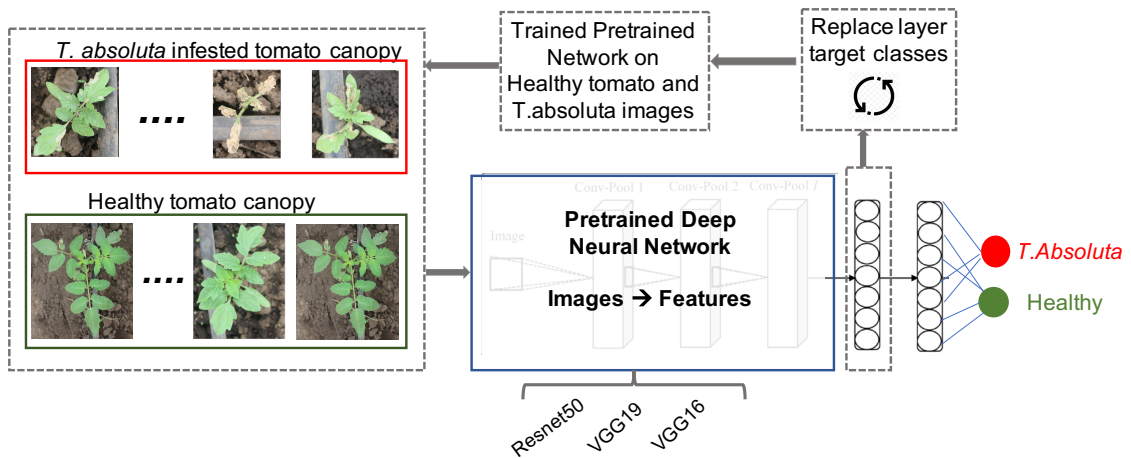 T. absoluta infested tomato canopy
....
Healthy tomato canopy
....
Trained Pretrained
Network on
Healthy tomato and
T.absoluta images
Replace layer
target classes
Conv-Pool 1
Conv-Pool 2
Conv-Pool l
Image
Pretrained Deep
Neural Network
Images → Features
Resnet50
VGG19
VGG16
T.Absoluta
Healthy